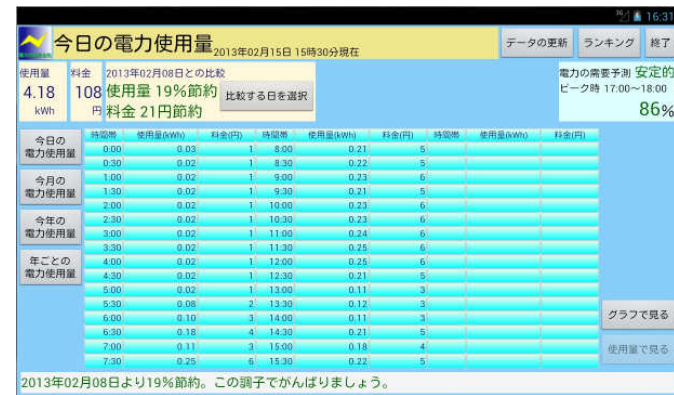 16:31
今日の電力使用量 2013年02月15日 15時30分現在
データの更新
ランキング
終了
使用量
4.18
kWh
料金
108
円
2013年02月08日との比較
使用量 19%節約
料金 21円節約
比較する日を選択
電力の需要予測 安定的
ピーク時 17:00～18:00
86%
今日の
電力使用量
今月の
電力使用量
今年の
電力使用量
年ごとの
電力使用量
時間帯 使用量(kWh) 料金(円) 時間帯 使用量(kWh) 料金(円) 時間帯 使用量(kWh) 料金(円)
0:00 0.03 1 8:00 0.21 5
0:30 0.02 1 8:30 0.22 5
1:00 0.02 1 9:00 0.23 6
1:30 0.02 1 9:30 0.21 5
2:00 0.02 1 10:00 0.23 6
2:30 0.02 1 10:30 0.23 6
3:00 0.02 1 11:00 0.24 6
3:30 0.02 1 11:30 0.25 6
4:00 0.02 1 12:00 0.25 6
4:30 0.02 1 12:30 0.21 5
5:00 0.02 1 13:00 0.11 3
5:30 0.08 2 13:30 0.12 3
6:00 0.10 3 14:00 0.11 3
6:30 0.18 4 14:30 0.21 5
7:00 0.11 3 15:00 0.18 4
7:30 0.25 6 15:30 0.22 5
グラフで見る
使用量で見る
2013年02月08日より19%節約。この調子でがんばりましょう。